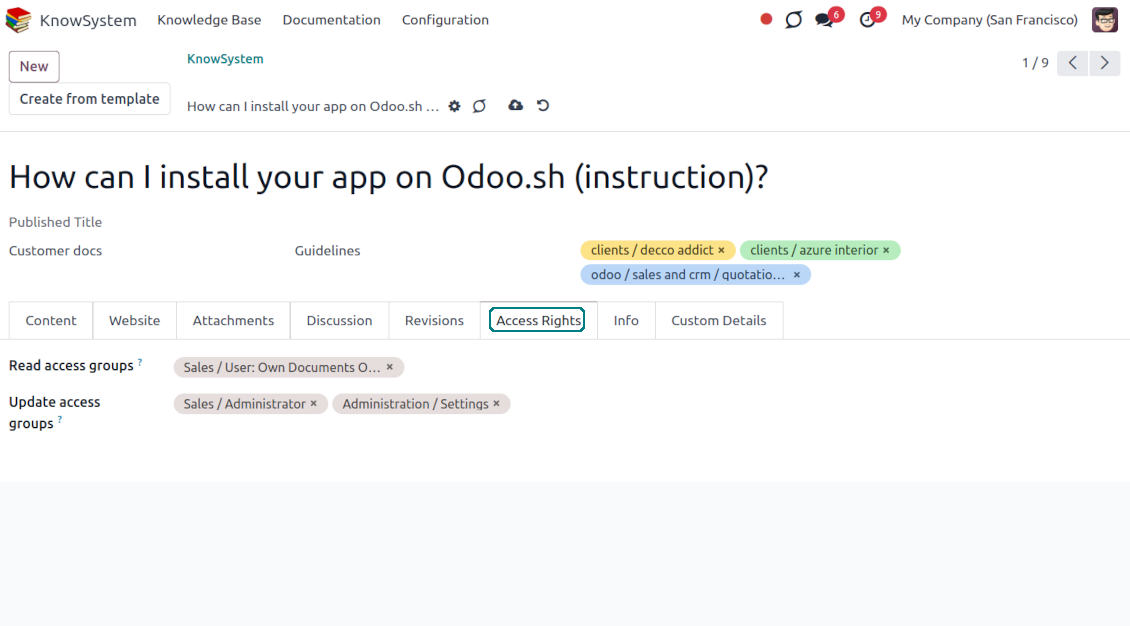 KnowSystem Knowledge Base Documentation Configuration 6 9 My Company (San Francisco)
New KnowSystem 1 / 9
Create from template How can I install your app on Odoo.sh ...
How can I install your app on Odoo.sh (instruction)?
Published Title
Customer docs Guidelines clients / decco addict × clients / azure interior ×
odoo / sales and crm / quotatio... ×
Content Website Attachments Discussion Revisions Access Rights Info Custom Details
Read access groups ? Sales / User: Own Documents O... ×
Update access groups ? Sales / Administrator × Administration / Settings ×